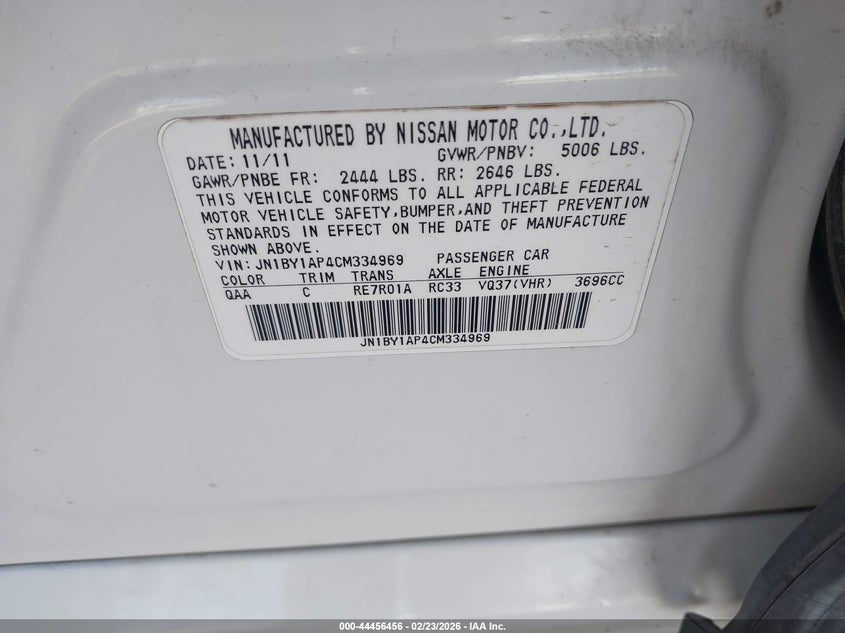 MANUFACTURED BY NISSAN MOTOR CO.,LTD.
DATE: 11/11 GVWR/PNBV: 5006 LBS.
GAWR/PNBE FR: 2444 LBS. RR: 2646 LBS.
THIS VEHICLE CONFORMS TO ALL APPLICABLE FEDERAL
MOTOR VEHICLE SAFETY,BUMPER,AND THEFT PREVENTION
STANDARDS IN EFFECT ON THE DATE OF MANUFACTURE
SHOWN ABOVE.
VIN: JN1BY1AP4CM334969 PASSENGER CAR
COLOR TRIM TRANS AXLE ENGINE
QAA C RE7R01A RC33 VQ37(VHR) 3696CC
JN1BY1AP4CM334969
000-44456456 - 02/23/2026 - IAA Inc.